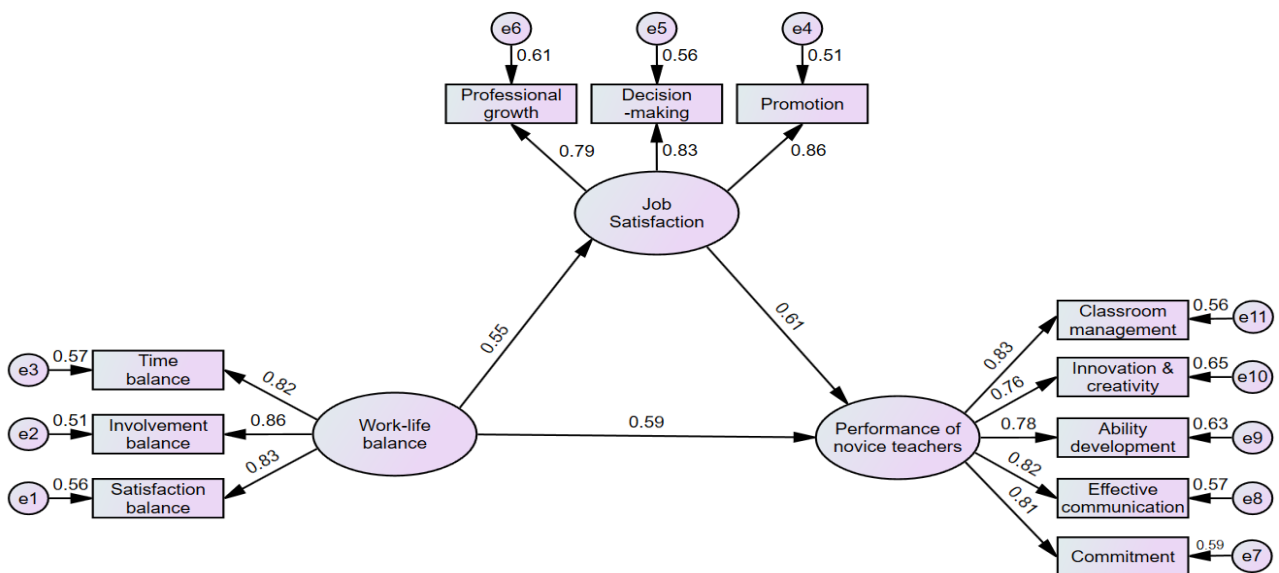 e6
e5
e4
0.61
0.56
0.51
Professional
growth
Decision
-making
Promotion
0.79
0.83
0.86
Job
Satisfaction
0.55
0.61
e3
0.57
Time
balance
0.82
e2
0.51
Involvement
balance
0.86
e1
0.56
Satisfaction
balance
0.83
Work-life
balance
0.59
Performance of
novice teachers
0.83
Classroom
management
0.56
e11
0.76
Innovation &
creativity
0.65
e10
0.78
Ability
development
0.63
e9
0.82
Effective
communication
0.57
e8
0.81
Commitment
0.59
e7